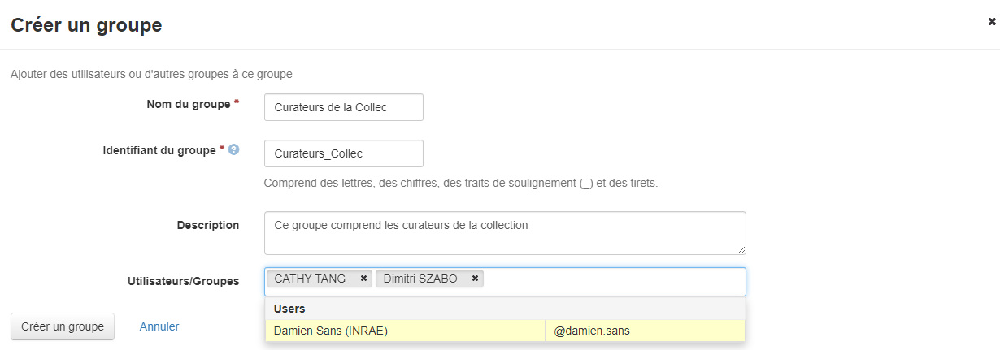 Créer un groupe
Ajouter des utilisateurs ou d'autres groupes à ce groupe
Nom du groupe * Curateurs de la Collec
Identifiant du groupe * ? Curateurs_Collec
Comprend des lettres, des chiffres, des traits de soulignement (_) et des tirets.
Description Ce groupe comprend les curateurs de la collection
Utilisateurs/Groupes CATHY TANG Dimitri SZABO
Users
Damien Sans (INRAE) @damien.sans
Créer un groupe Annuler